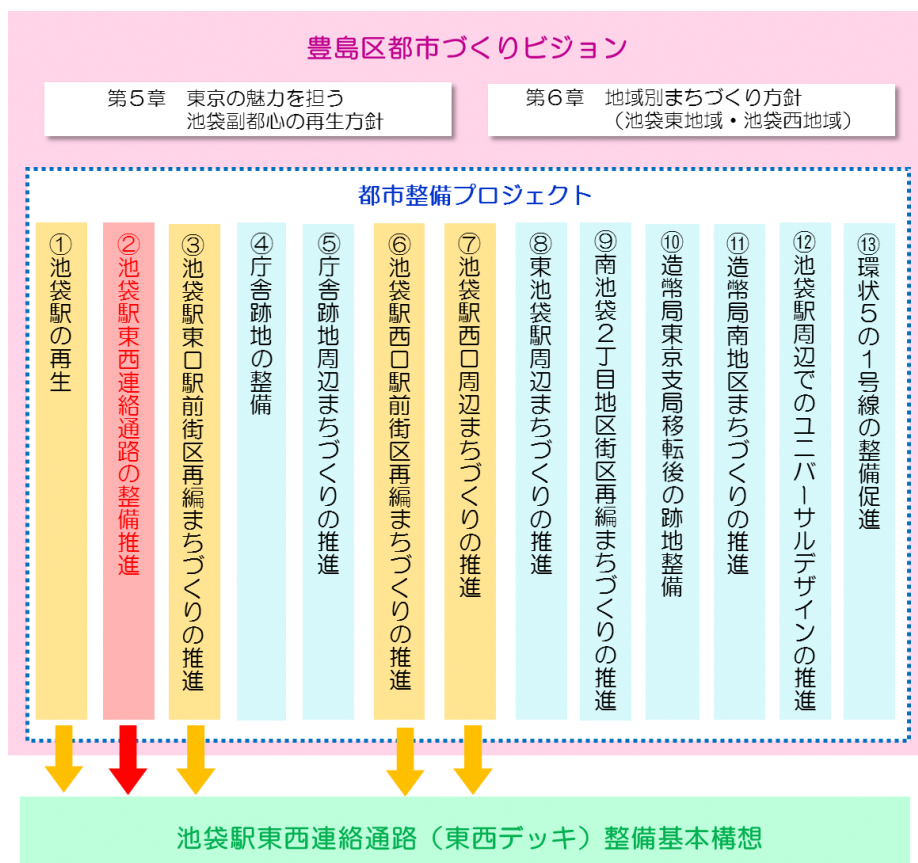 豊島区都市づくりビジョン
第5章 東京の魅力を担う
池袋副都心の再生方針
第6章 地域別まちづくり方針
（池袋東地域・池袋西地域）
都市整備プロジェクト
①池袋駅の再生
②池袋駅東西連絡通路の整備推進
③池袋駅東口駅前街区再編まちづくりの推進
④庁舎跡地の整備
⑤庁舎跡地周辺まちづくりの推進
⑥池袋駅西口駅前街区再編まちづくりの推進
⑦池袋駅西口周辺まちづくりの推進
⑧東池袋駅周辺まちづくりの推進
⑨南池袋2丁目地区街区再編まちづくりの推進
⑩造幣局東京支局移転後の跡地整備
⑪造幣局南地区まちづくりの推進
⑫池袋駅周辺でのユニバーサルデザインの推進
⑬環状5の1号線の整備促進
池袋駅東西連絡通路（東西デッキ）整備基本構想